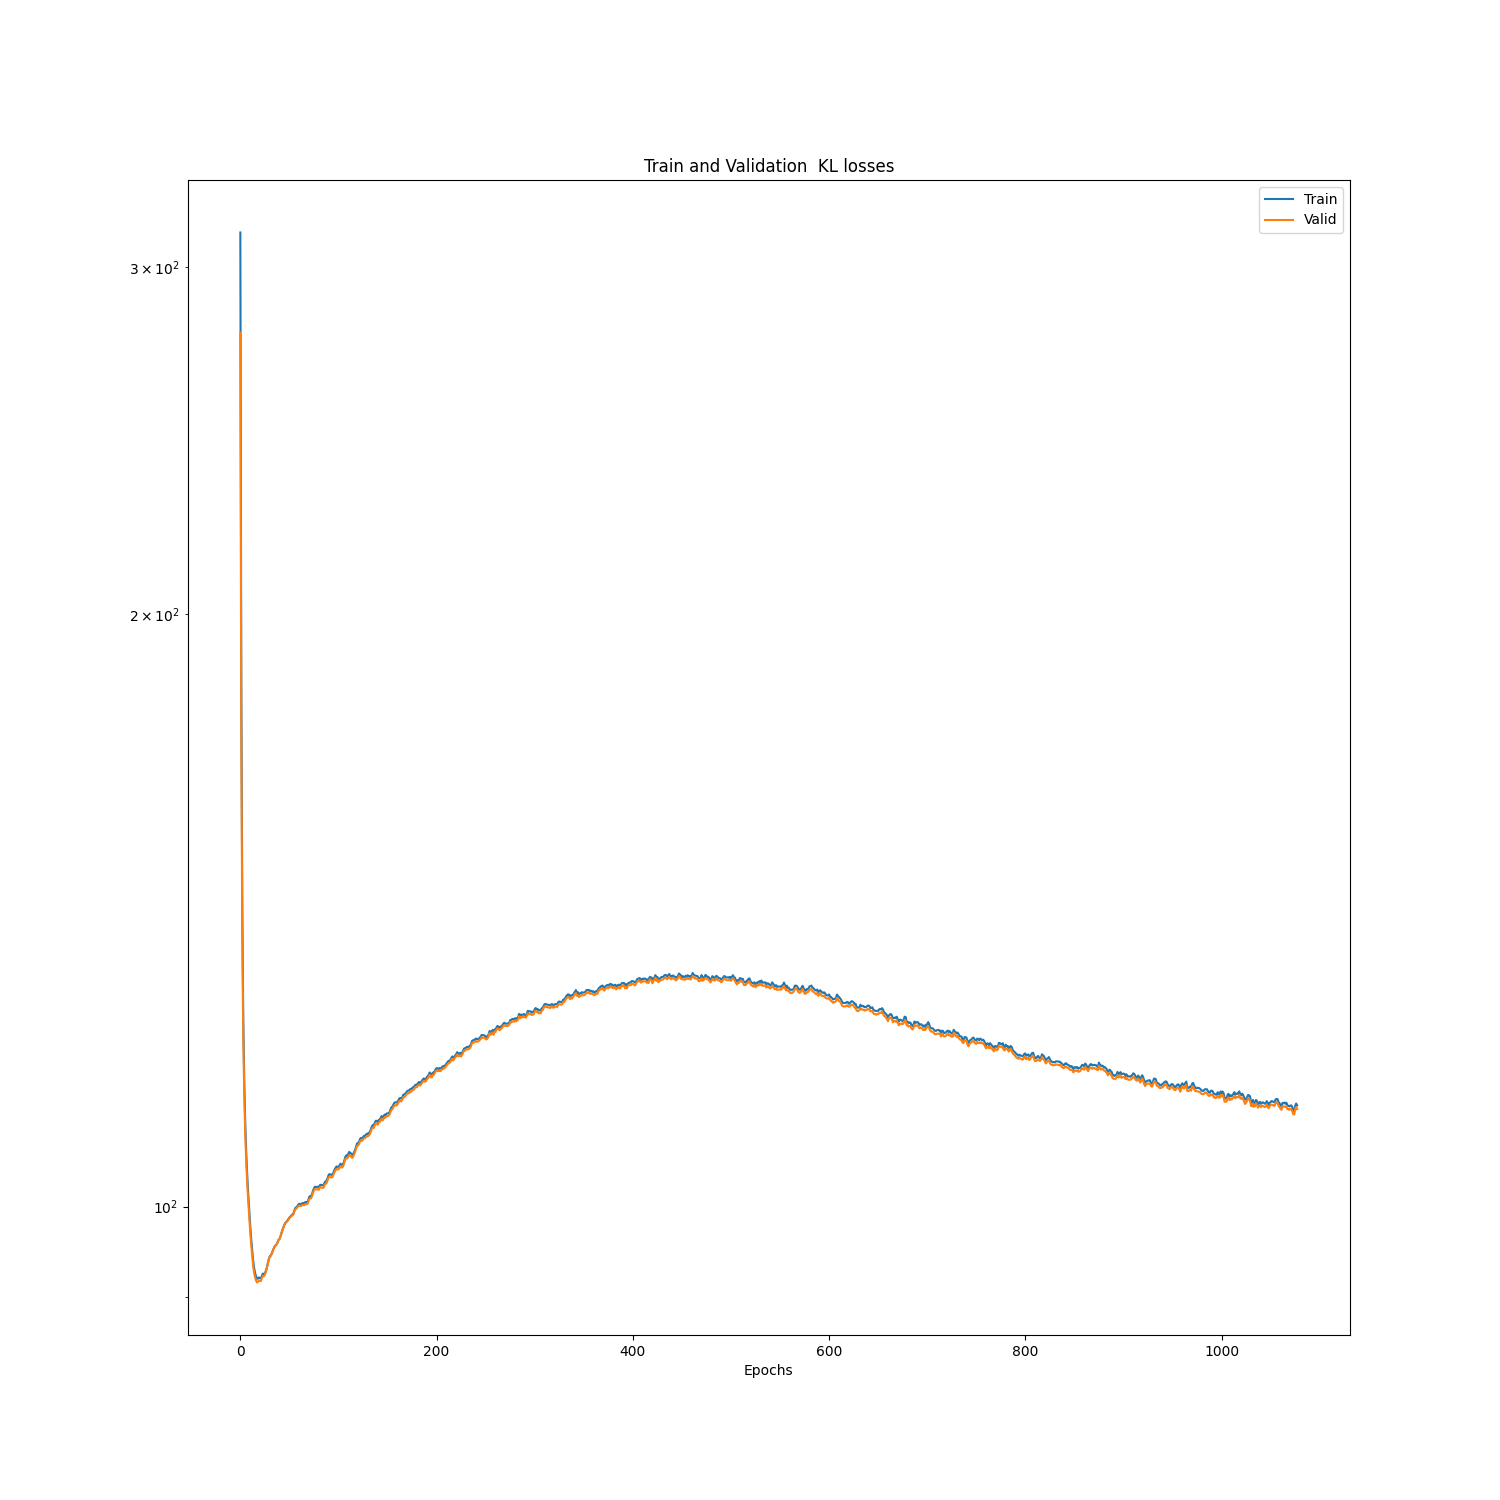 Train and Validation  KL losses
Train
Valid
3 × 10²
2 × 10²
10²
0 200 400 600 800 1000
Epochs